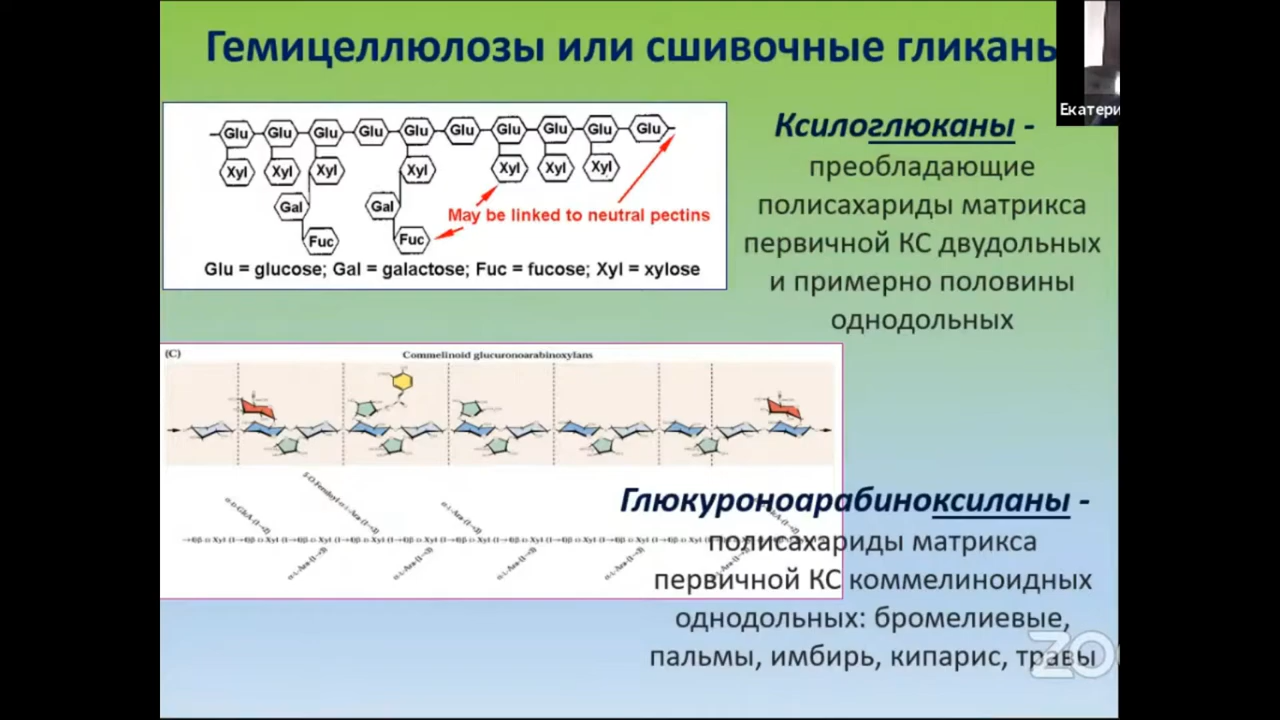 Гемицеллюлозы или сшивочные гликаны
Екатери
Glu Glu Glu Glu Glu Glu Glu Glu Glu Glu
Xyl Xyl Xyl Xyl Xyl Xyl Xyl
Gal Gal
May be linked to neutral pectins
Fuc Fuc
Glu = glucose; Gal = galactose; Fuc = fucose; Xyl = xylose
Ксилоглюканы -
преобладающие
полисахариды матрикса
первичной КС двудольных
и примерно половины
однодольных
(C) Commelinoid glucuronoarabinoxylans
Глюкуроноарабиноксиланы -
полисахариды матрикса
первичной КС коммелиноидных
однодольных: бромелиевые,
пальмы, имбирь, кипарис, травы
ZO